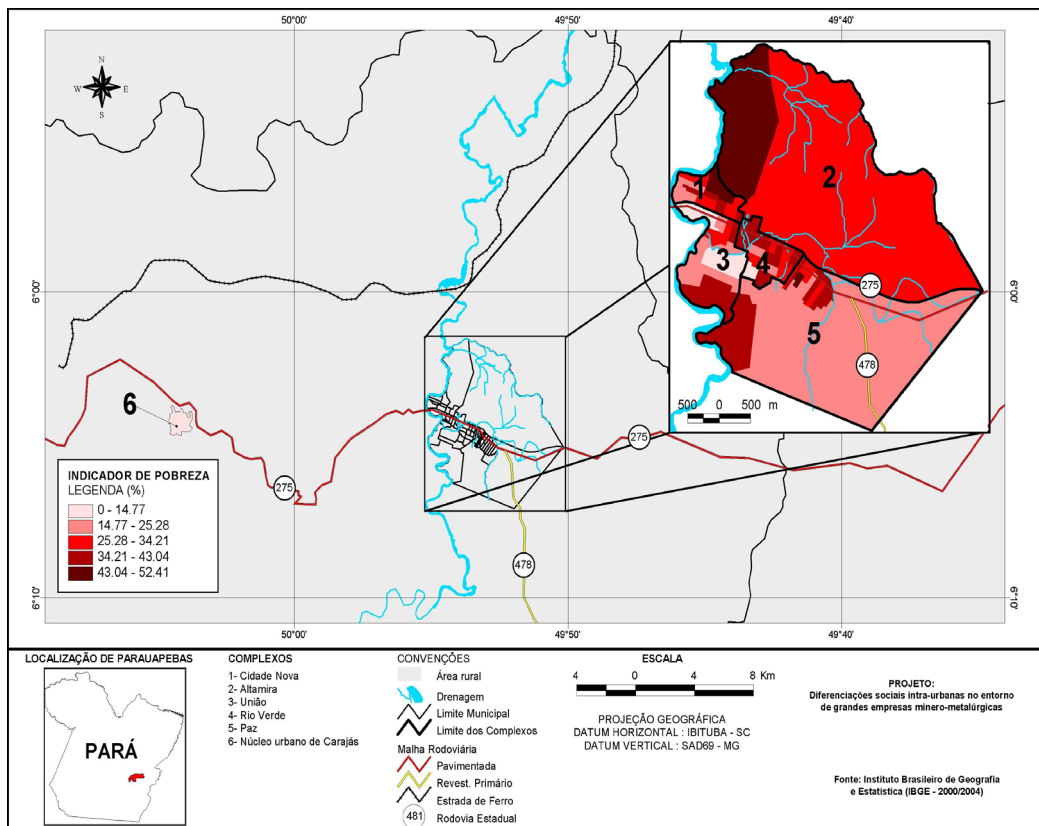 50°00'
49°50'
49°40'
N
W
E
S
1
2
3
4
5
275
478
500 0 500 m
6°00'
6°00'
6
275
275
478
INDICADOR DE POBREZA
LEGENDA (%)
0 - 14.77
14.77 - 25.28
25.28 - 34.21
34.21 - 43.04
43.04 - 52.41
6°10'
6°10'
50°00'
49°50'
49°40'
LOCALIZAÇÃO DE PARAUAPEBAS
PARÁ
COMPLEXOS
1- Cidade Nova
2- Altamira
3- União
4- Rio Verde
5- Paz
6- Núcleo urbano de Carajás
CONVENÇÕES
Área rural
Drenagem
Limite Municipal
Limite dos Complexos
Malha Rodoviária
Pavimentada
Revest. Primário
Estrada de Ferro
481 Rodovia Estadual
ESCALA
4 0 4 8 Km
PROJEÇÃO GEOGRÁFICA
DATUM HORIZONTAL : IBITUBA - SC
DATUM VERTICAL : SAD69 - MG
PROJETO:
Diferenciações sociais intra-urbanas no entorno
de grandes empresas minero-metalúrgicas
Fonte: Instituto Brasileiro de Geografia
e Estatística (IBGE - 2000/2004)